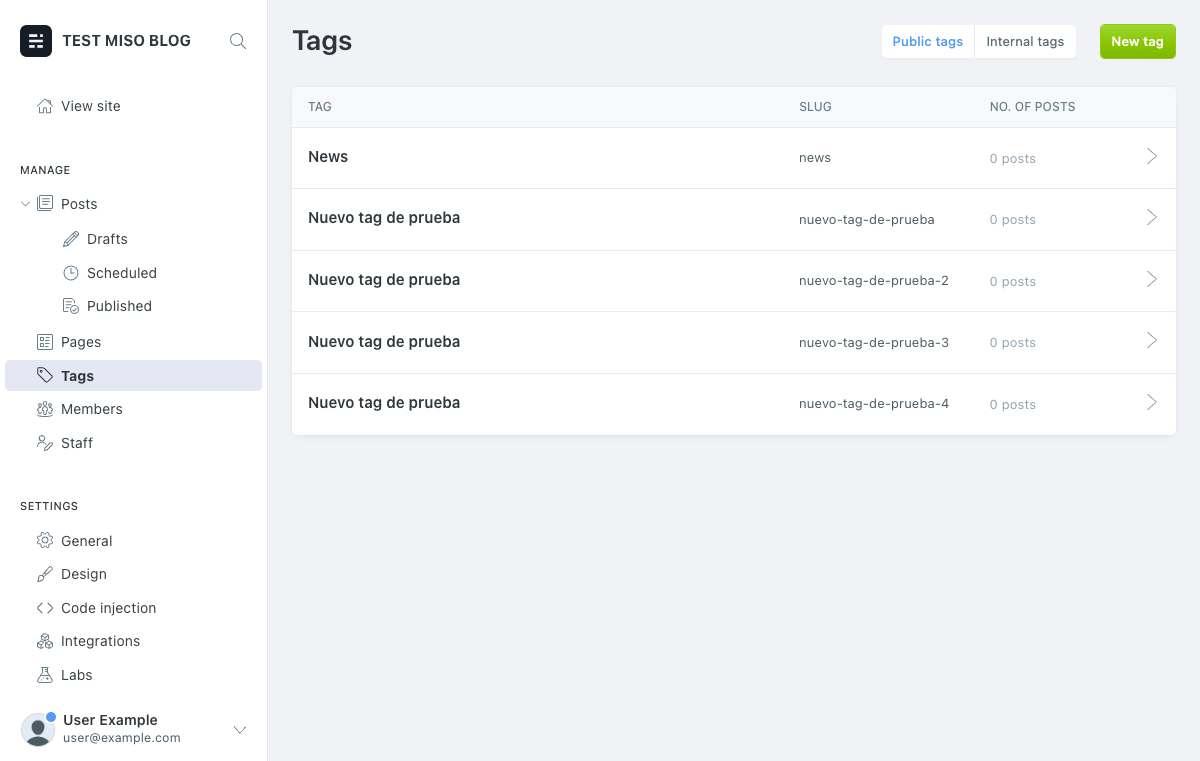 TEST MISO BLOG
View site
MANAGE
Posts
Drafts
Scheduled
Published
Pages
Tags
Members
Staff
SETTINGS
General
Design
Code injection
Integrations
Labs
User Example
user@example.com
Tags
Public tags Internal tags New tag
TAG SLUG NO. OF POSTS
News news 0 posts
Nuevo tag de prueba nuevo-tag-de-prueba 0 posts
Nuevo tag de prueba nuevo-tag-de-prueba-2 0 posts
Nuevo tag de prueba nuevo-tag-de-prueba-3 0 posts
Nuevo tag de prueba nuevo-tag-de-prueba-4 0 posts